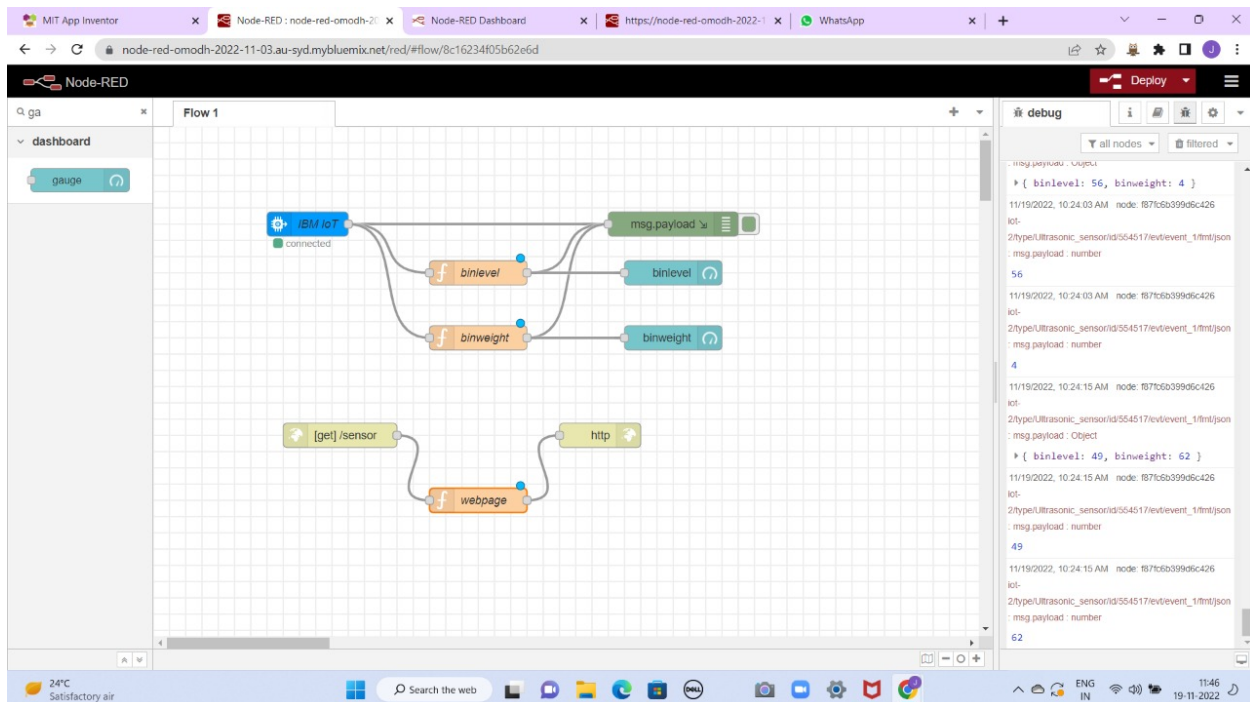 MIT App Inventor
Node-RED : node-red-omodh-20
Node-RED Dashboard
https://node-red-omodh-2022-1
WhatsApp
node-red-omodh-2022-11-03.au-syd.mybluemix.net/red/#flow/8c16234f05b62e6d
J
Node-RED
Deploy
ga
Flow 1
debug
i
dashboard
all nodes
filtered
gauge
IBM IoT
connected
msg.payload
f binlevel
binlevel
f binweight
binweight
[get] /sensor
http
f webpage
: msg.payload : Object
{ binlevel: 56, binweight: 4 }
11/19/2022, 10:24:03 AM node: f87fc6b399d6c426
iot-
2/type/Ultrasonic_sensor/id/554517/evt/event_1/fmt/json
: msg.payload : number
56
11/19/2022, 10:24:03 AM node: f87fc6b399d6c426
iot-
2/type/Ultrasonic_sensor/id/554517/evt/event_1/fmt/json
: msg.payload : number
4
11/19/2022, 10:24:15 AM node: f87fc6b399d6c426
iot-
2/type/Ultrasonic_sensor/id/554517/evt/event_1/fmt/json
: msg.payload : Object
{ binlevel: 49, binweight: 62 }
11/19/2022, 10:24:15 AM node: f87fc6b399d6c426
iot-
2/type/Ultrasonic_sensor/id/554517/evt/event_1/fmt/json
: msg.payload : number
49
11/19/2022, 10:24:15 AM node: f87fc6b399d6c426
iot-
2/type/Ultrasonic_sensor/id/554517/evt/event_1/fmt/json
: msg.payload : number
62
24°C
Satisfactory air
Search the web
DELL
ENG
IN
11:46
19-11-2022